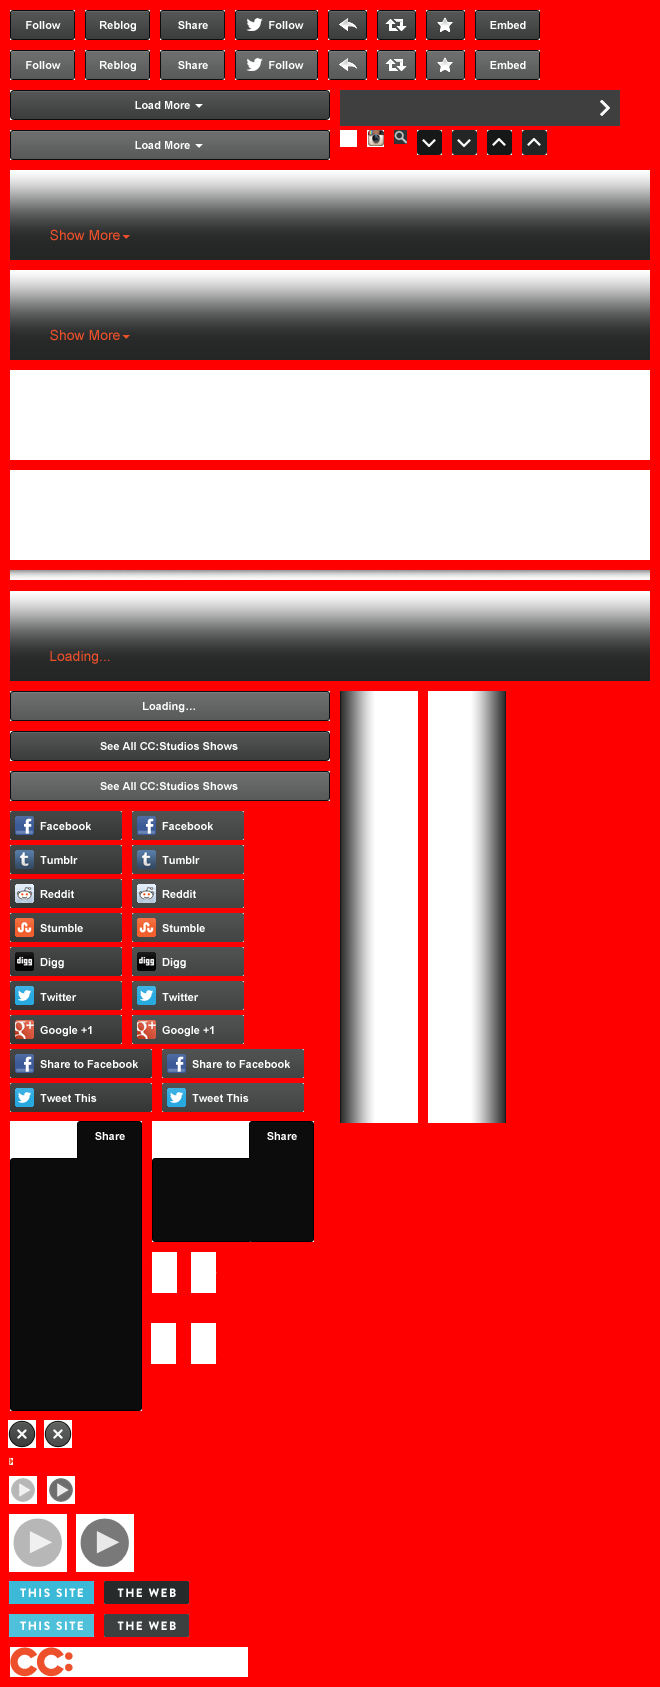 Follow Reblog Share Follow Embed
Follow Reblog Share Follow Embed
Load More
Load More
Show More
Show More
Loading...
Loading...
See All CC:Studios Shows
See All CC:Studios Shows
Facebook Facebook
Tumblr Tumblr
Reddit Reddit
Stumble Stumble
digg Digg digg Digg
Twitter Twitter
g+ Google +1 g+ Google +1
Share to Facebook Share to Facebook
Tweet This Tweet This
Share Share
THIS SITE THE WEB
THIS SITE THE WEB
CC: